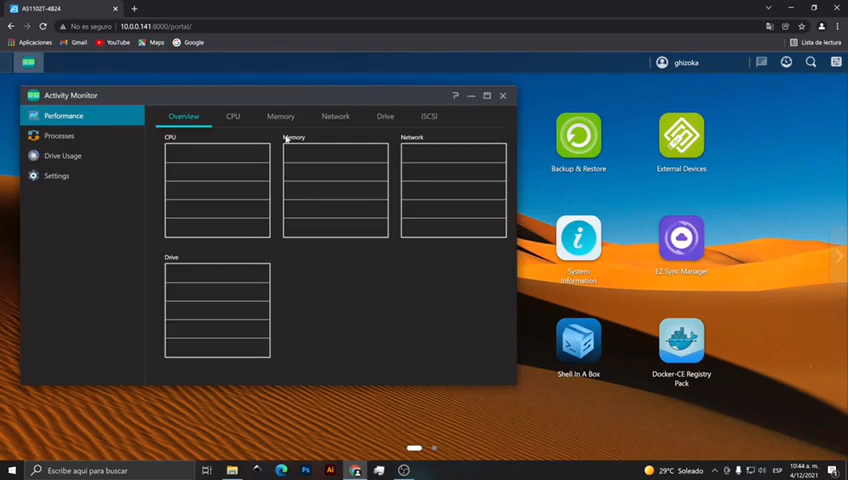 AS1102T-4B24
No es seguro
10.0.0.141:8000/portal/
Aplicaciones
Gmail
YouTube
Maps
Google
Lista de lectura
ghizoka
Activity Monitor
Performance
Processes
Drive Usage
Settings
Overview
CPU
Memory
Network
Drive
iSCSI
CPU
Memory
Network
Drive
Backup & Restore
External Devices
System
Information
EZ Sync Manager
Shell In A Box
Docker-CE Registry
Pack
Escribe aquí para buscar
29°C Soleado
ESP
10:44 a. m.
4/12/2021